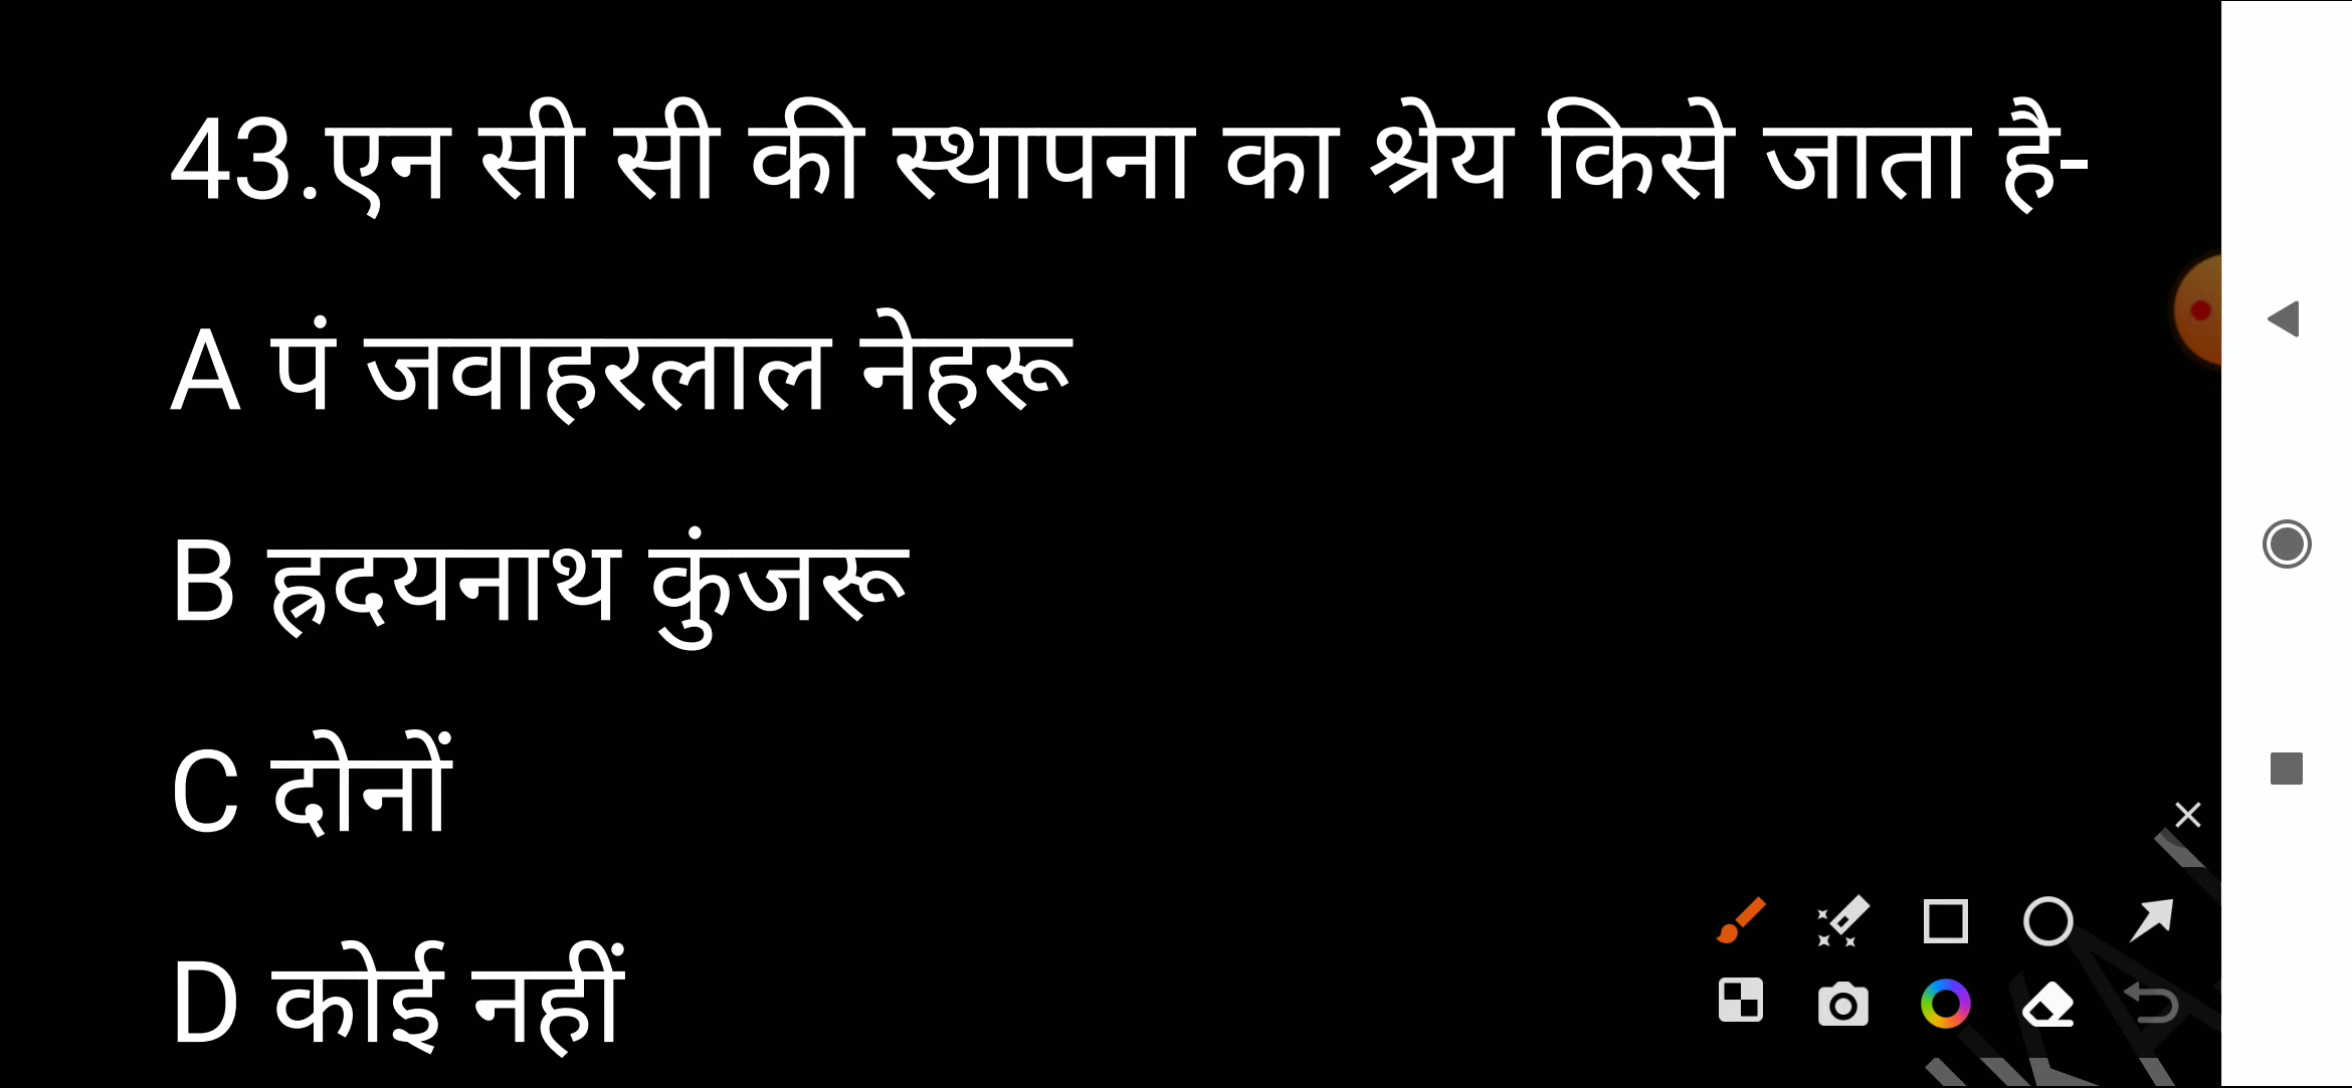 43.एन सी सी की स्थापना का श्रेय किसे जाता है-
A पं जवाहरलाल नेहरू
B ह्रदयनाथ कुंजरू
C दोनों
D कोई नहीं